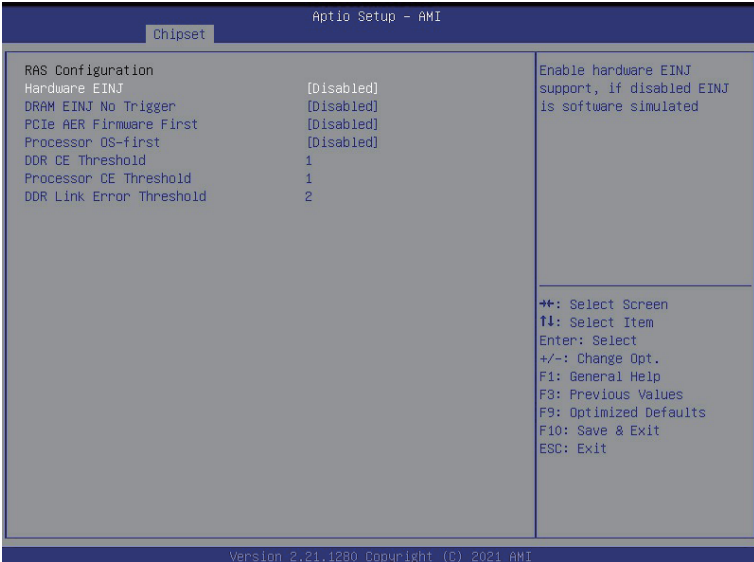 Aptio Setup – AMI
Chipset
RAS Configuration
Hardware EINJ [Disabled]
DRAM EINJ No Trigger [Disabled]
PCIe AER Firmware First [Disabled]
Processor OS-first [Disabled]
DDR CE Threshold 1
Processor CE Threshold 1
DDR Link Error Threshold 2
Enable hardware EINJ
support, if disabled EINJ
is software simulated
→←: Select Screen
↑↓: Select Item
Enter: Select
+/-: Change Opt.
F1: General Help
F3: Previous Values
F9: Optimized Defaults
F10: Save & Exit
ESC: Exit
Version 2.21.1280 Copyright (C) 2021 AMI